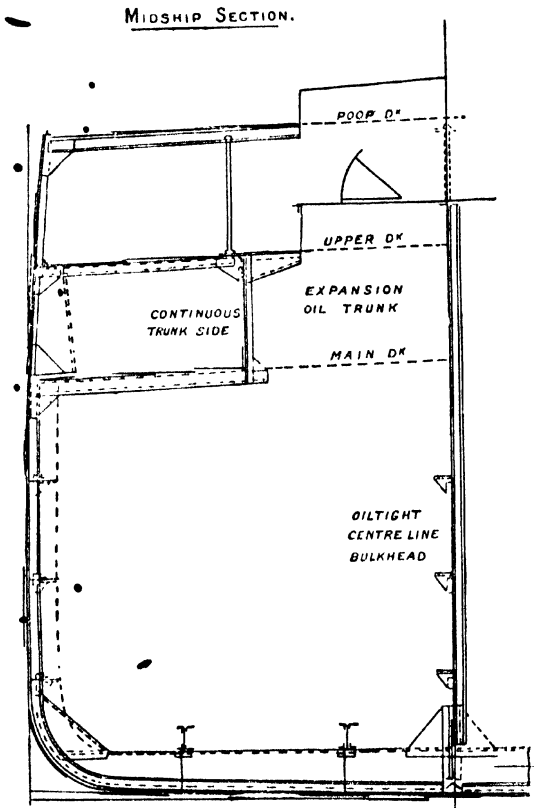 MIDSHIP SECTION.
POOP DK
UPPER DK
EXPANSION
OIL TRUNK
CONTINUOUS
TRUNK SIDE
MAIN DK
OILTIGHT
CENTRE LINE
BULKHEAD